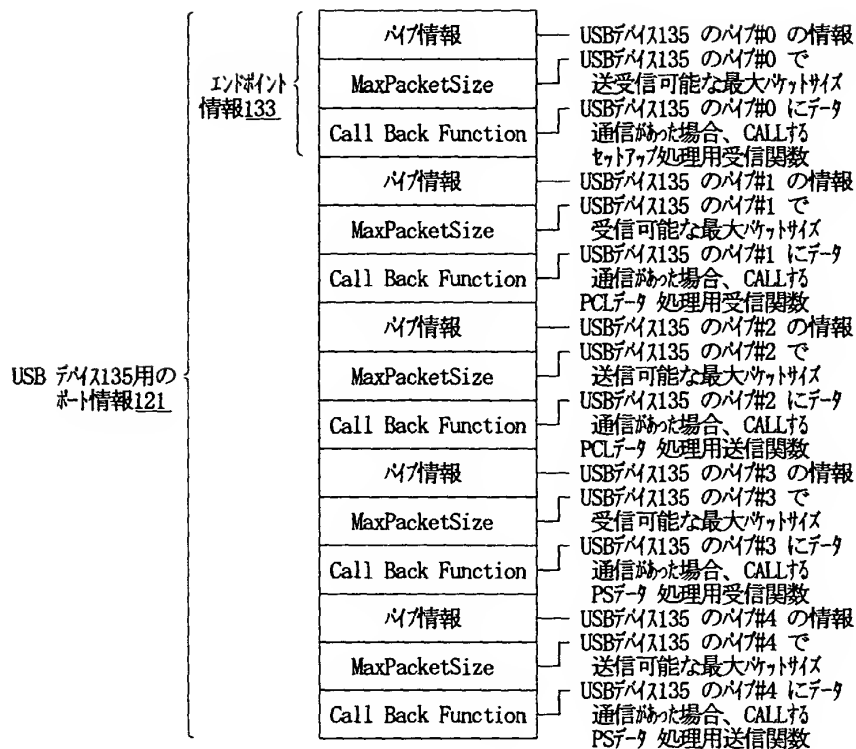 パイプ情報
USBデバイス135 のパイプ#0 の情報
エンドポイント
情報133
MaxPacketSize
USBデバイス135 のパイプ#0 で
送受信可能な最大パケットサイズ
Call Back Function
USBデバイス135 のパイプ#0 にデータ
通信があった場合、CALLする
セットアップ処理用受信関数
パイプ情報
USBデバイス135 のパイプ#1 の情報
MaxPacketSize
USBデバイス135 のパイプ#1 で
受信可能な最大パケットサイズ
Call Back Function
USBデバイス135 のパイプ#1 にデータ
通信があった場合、CALLする
PCLデータ 処理用受信関数
パイプ情報
USBデバイス135 のパイプ#2 の情報
USB デバイス135用の
ポート情報121
MaxPacketSize
USBデバイス135 のパイプ#2 で
送信可能な最大パケットサイズ
Call Back Function
USBデバイス135 のパイプ#2 にデータ
通信があった場合、CALLする
PCLデータ 処理用送信関数
パイプ情報
USBデバイス135 のパイプ#3 の情報
MaxPacketSize
USBデバイス135 のパイプ#3 で
受信可能な最大パケットサイズ
Call Back Function
USBデバイス135 のパイプ#3 にデータ
通信があった場合、CALLする
PSデータ 処理用受信関数
パイプ情報
USBデバイス135 のパイプ#4 の情報
MaxPacketSize
USBデバイス135 のパイプ#4 で
送信可能な最大パケットサイズ
Call Back Function
USBデバイス135 のパイプ#4 にデータ
通信があった場合、CALLする
PSデータ 処理用送信関数